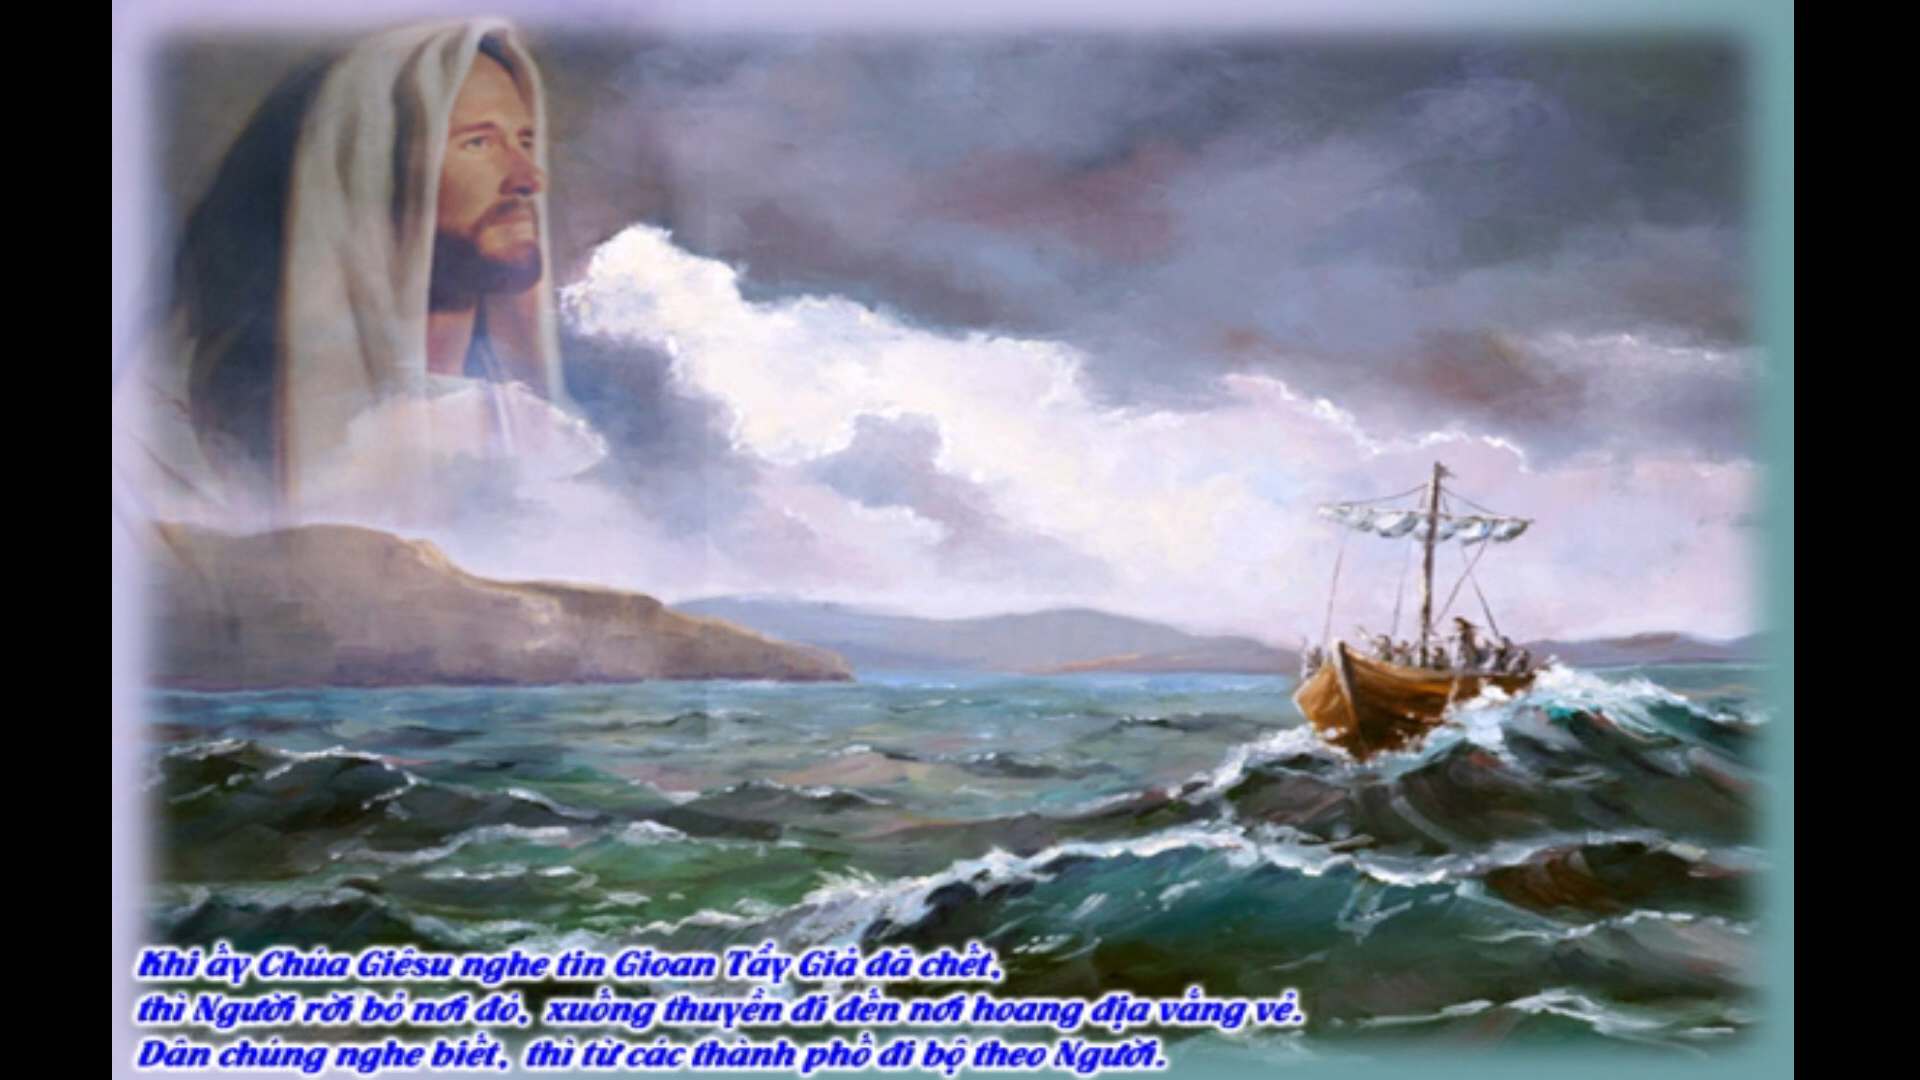 Khi ấy Chúa Giêsu nghe tin Gioan Tẩy Giả đã chết,
thì Người rời bỏ nơi đó, xuống thuyền đi đến nơi hoang địa vắng vẻ.
Dân chúng nghe biết, thì từ các thành phố đi bộ theo Người.